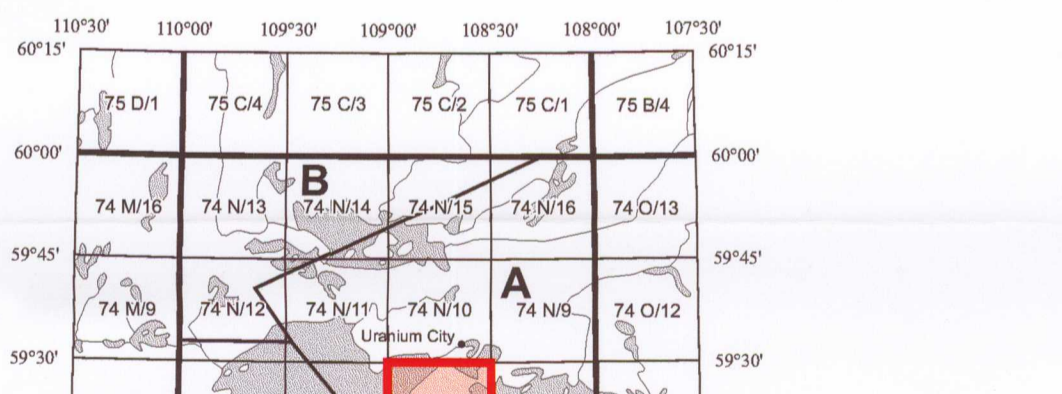 110°30' 110°00' 109°30' 109°00' 108°30' 108°00' 107°30'
60°15' 60°15'
75 D/1 75 C/4 75 C/3 75 C/2 75 C/1 75 B/4
60°00' 60°00'
B
74 M/16 74 N/13 74 N/14 74 N/15 74 N/16 74 O/13
59°45' 59°45'
A
74 M/9 74 N/12 74 N/11 74 N/10 74 N/9 74 O/12
Uranium City
59°30' 59°30'